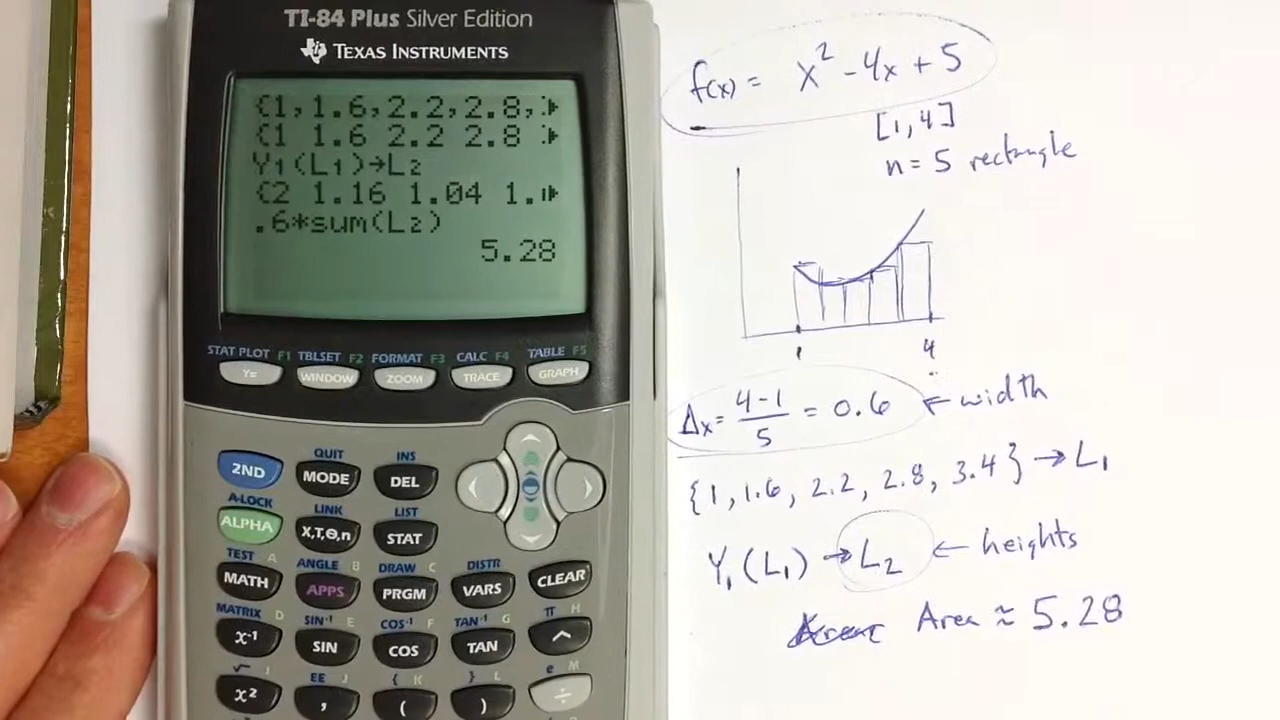 TI-84 Plus Silver Edition
TEXAS INSTRUMENTS
{1,1.6,2.2,2.8,
{1 1.6 2.2 2.8
Y₁(L₁)→L₂
{2 1.16 1.04 1.
.6*sum(L₂)
5.28
STAT PLOT F1 TBLSET F2 FORMAT F3 CALC F4 TABLE F5
Y= WINDOW ZOOM TRACE GRAPH
QUIT INS
2ND MODE DEL
A-LOCK LINK LIST
ALPHA X,T,Θ,n STAT
TEST A ANGLE B DRAW C DISTR
MATH APPS PRGM VARS CLEAR
MATRIX D SIN⁻¹ E COS⁻¹ F TAN⁻¹ G π H
x⁻¹ SIN COS TAN ^
√ I EE J { K } L e M
x² , ( ) ÷
f(x) = x² - 4x + 5
[1, 4]
n = 5 rectangle
1 4
Δx = (4-1)/5 = 0.6 ← width
{1, 1.6, 2.2, 2.8, 3.4} → L₁
Y₁(L₁) → L₂ ← heights
Area ≈ 5.28